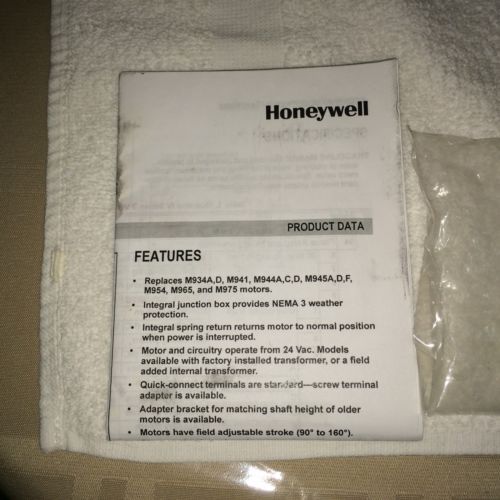 Honeywell
PRODUCT DATA
FEATURES
• Replaces M934A,D, M941, M944A,C,D, M945A,D,F,
M954, M965, and M975 motors.
• Integral junction box provides NEMA 3 weather
protection.
• Integral spring return returns motor to normal position
when power is interrupted.
• Motor and circuitry operate from 24 Vac. Models
available with factory installed transformer, or a field
added internal transformer.
• Quick-connect terminals are standard—screw terminal
adapter is available.
• Adapter bracket for matching shaft height of older
motors is available.
• Motors have field adjustable stroke (90° to 160°).